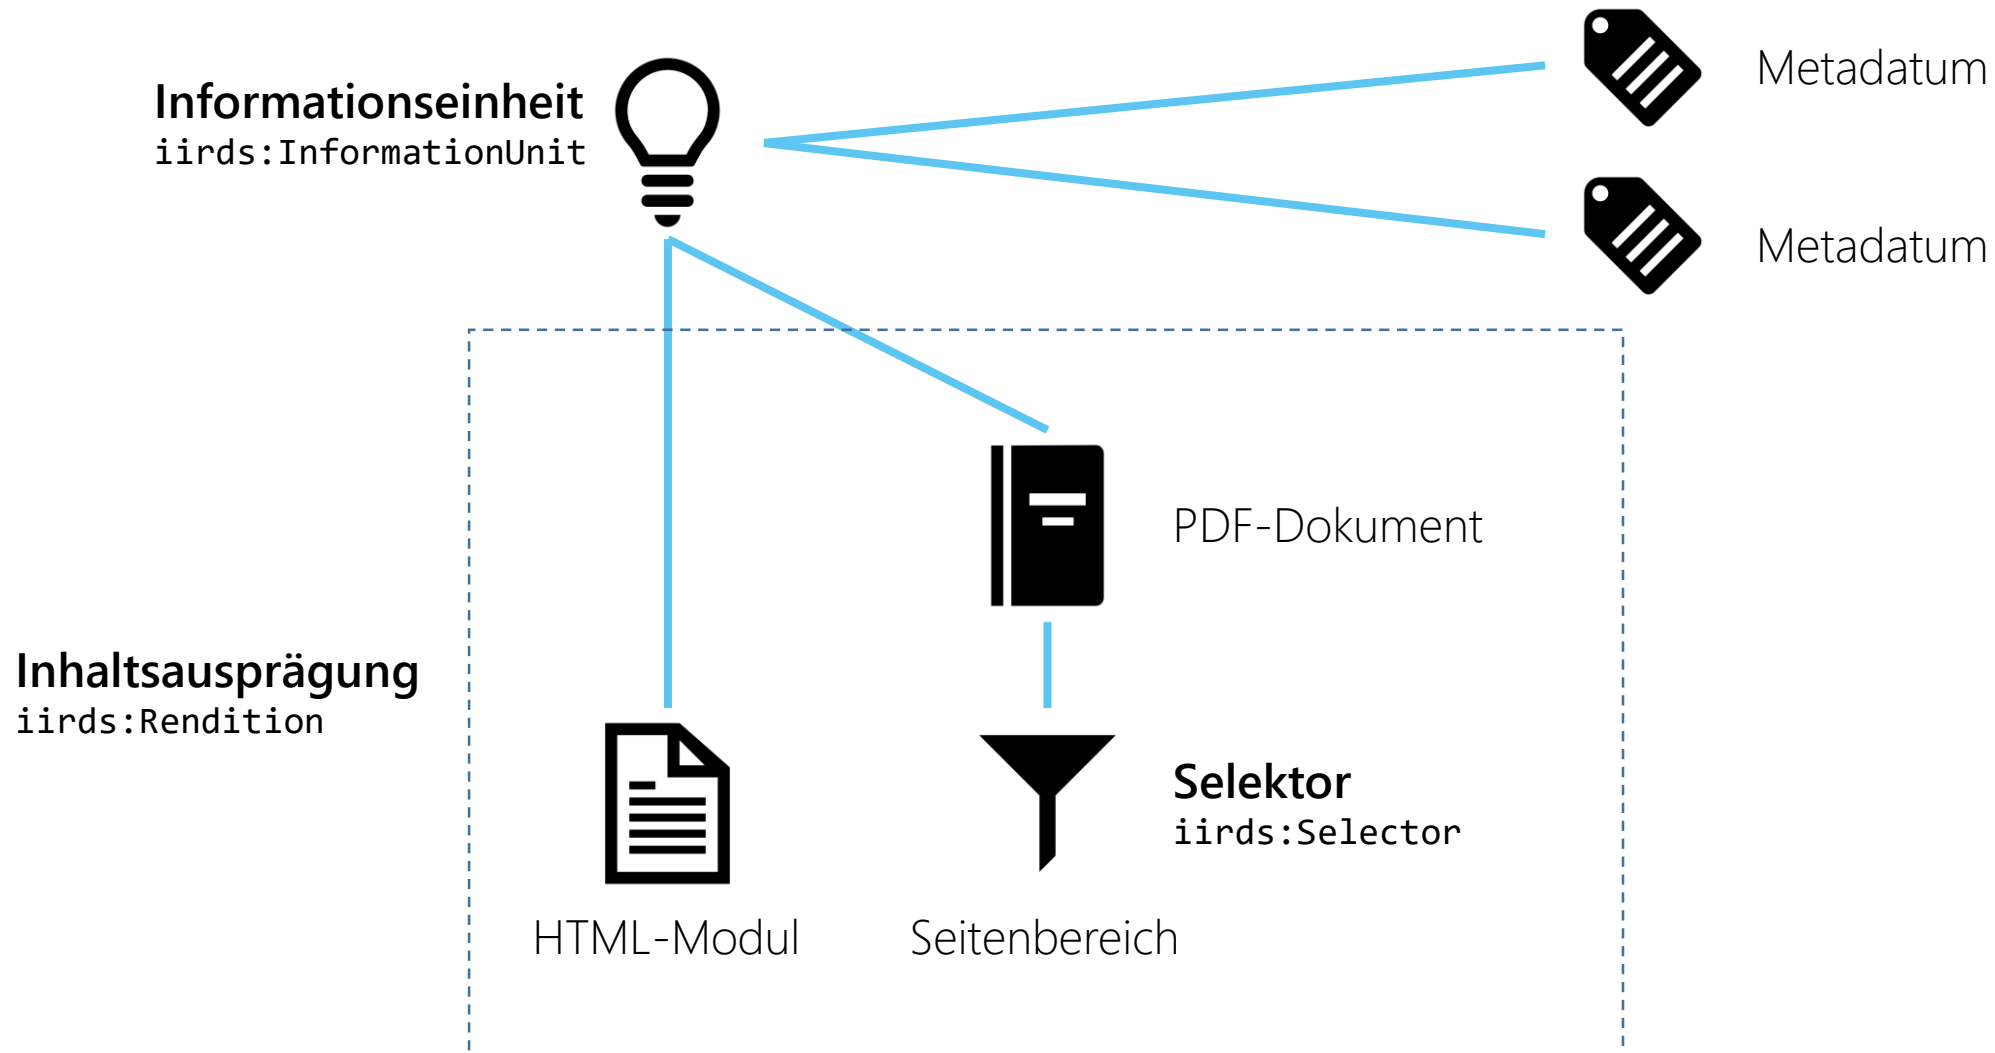 Metadatum
Informationseinheit
iirds:InformationUnit
Metadatum
PDF-Dokument
Inhaltsausprägung
iirds:Rendition
Selektor
iirds:Selector
HTML-Modul
Seitenbereich